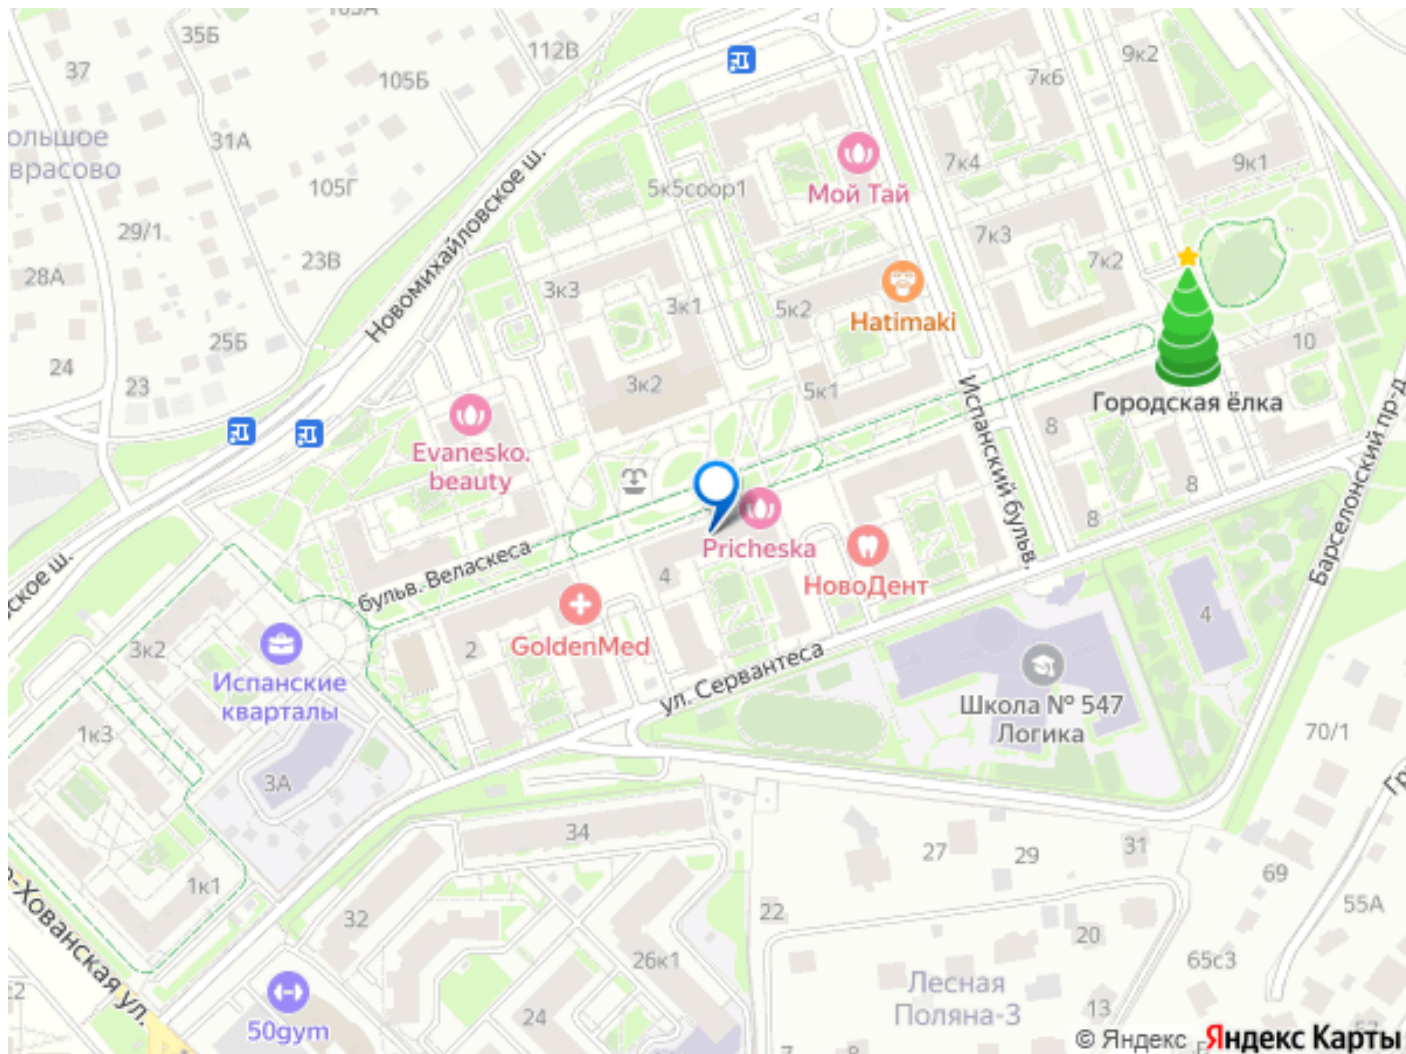 35Б
112В
9к2
37
105Б
7к6
ольшое
врасово
31А
Мой Тай
7к4
9к1
105Г
5к5соор1
29/1
23В
Новомихайловское ш.
7к3
7к2
28А
3к3
3к1
5к2
Hatimaki
25Б
24
23
3к2
5к1
10
Городская ёлка
Evanesko.
beauty
Испанский бульв.
8
8
8
Барселонский пр-д
Pricheska
НовоДент
бульв. Веласкеса
4
4
ское ш.
GoldenMed
2
3к2
Испанские
кварталы
ул. Сервантеса
Школа № 547
Логика
1к3
70/1
3А
34
27
29
31
69
1к1
32
22
55А
20
26к1
65с3
о-Хованская ул.
Лесная
Поляна-3
13
50gym
24
7
8
© Яндекс
Яндекс Карты